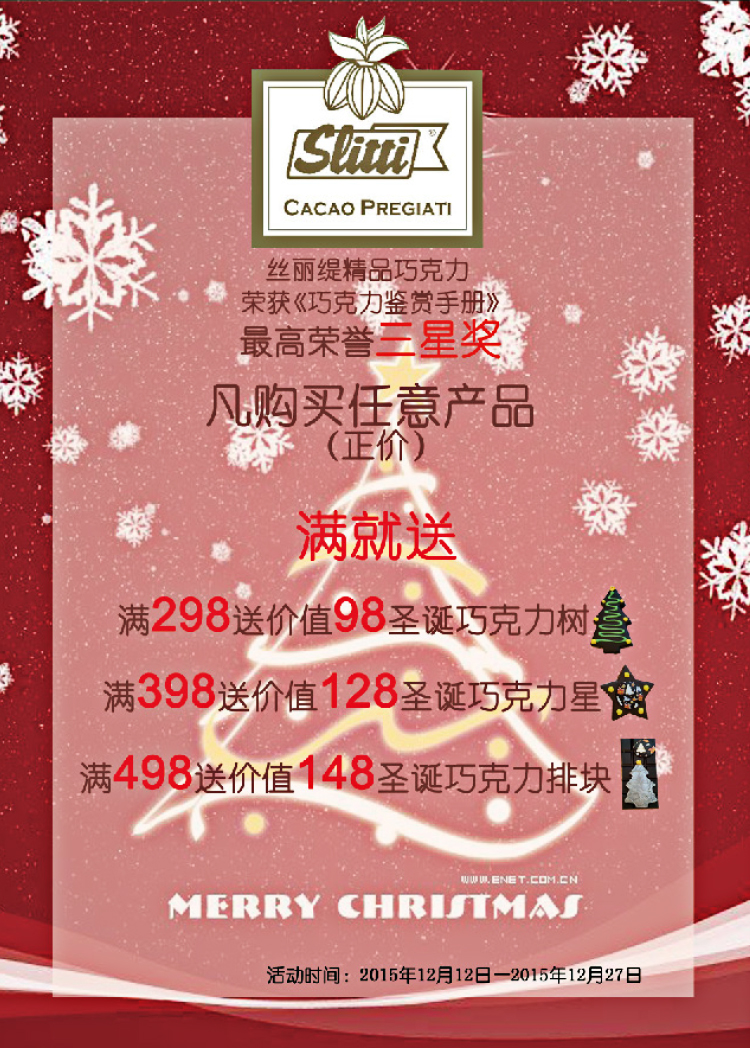 Slitti®
CACAO PREGIATI
丝丽缇精品巧克力
荣获《巧克力鉴赏手册》
最高荣誉三星奖
凡购买任意产品
（正价）
满就送
满298送价值98圣诞巧克力树
满398送价值128圣诞巧克力星
满498送价值148圣诞巧克力排块
WWW.ENET.COM.CN
MERRY CHRISTMAS
活动时间：2015年12月12日—2015年12月27日